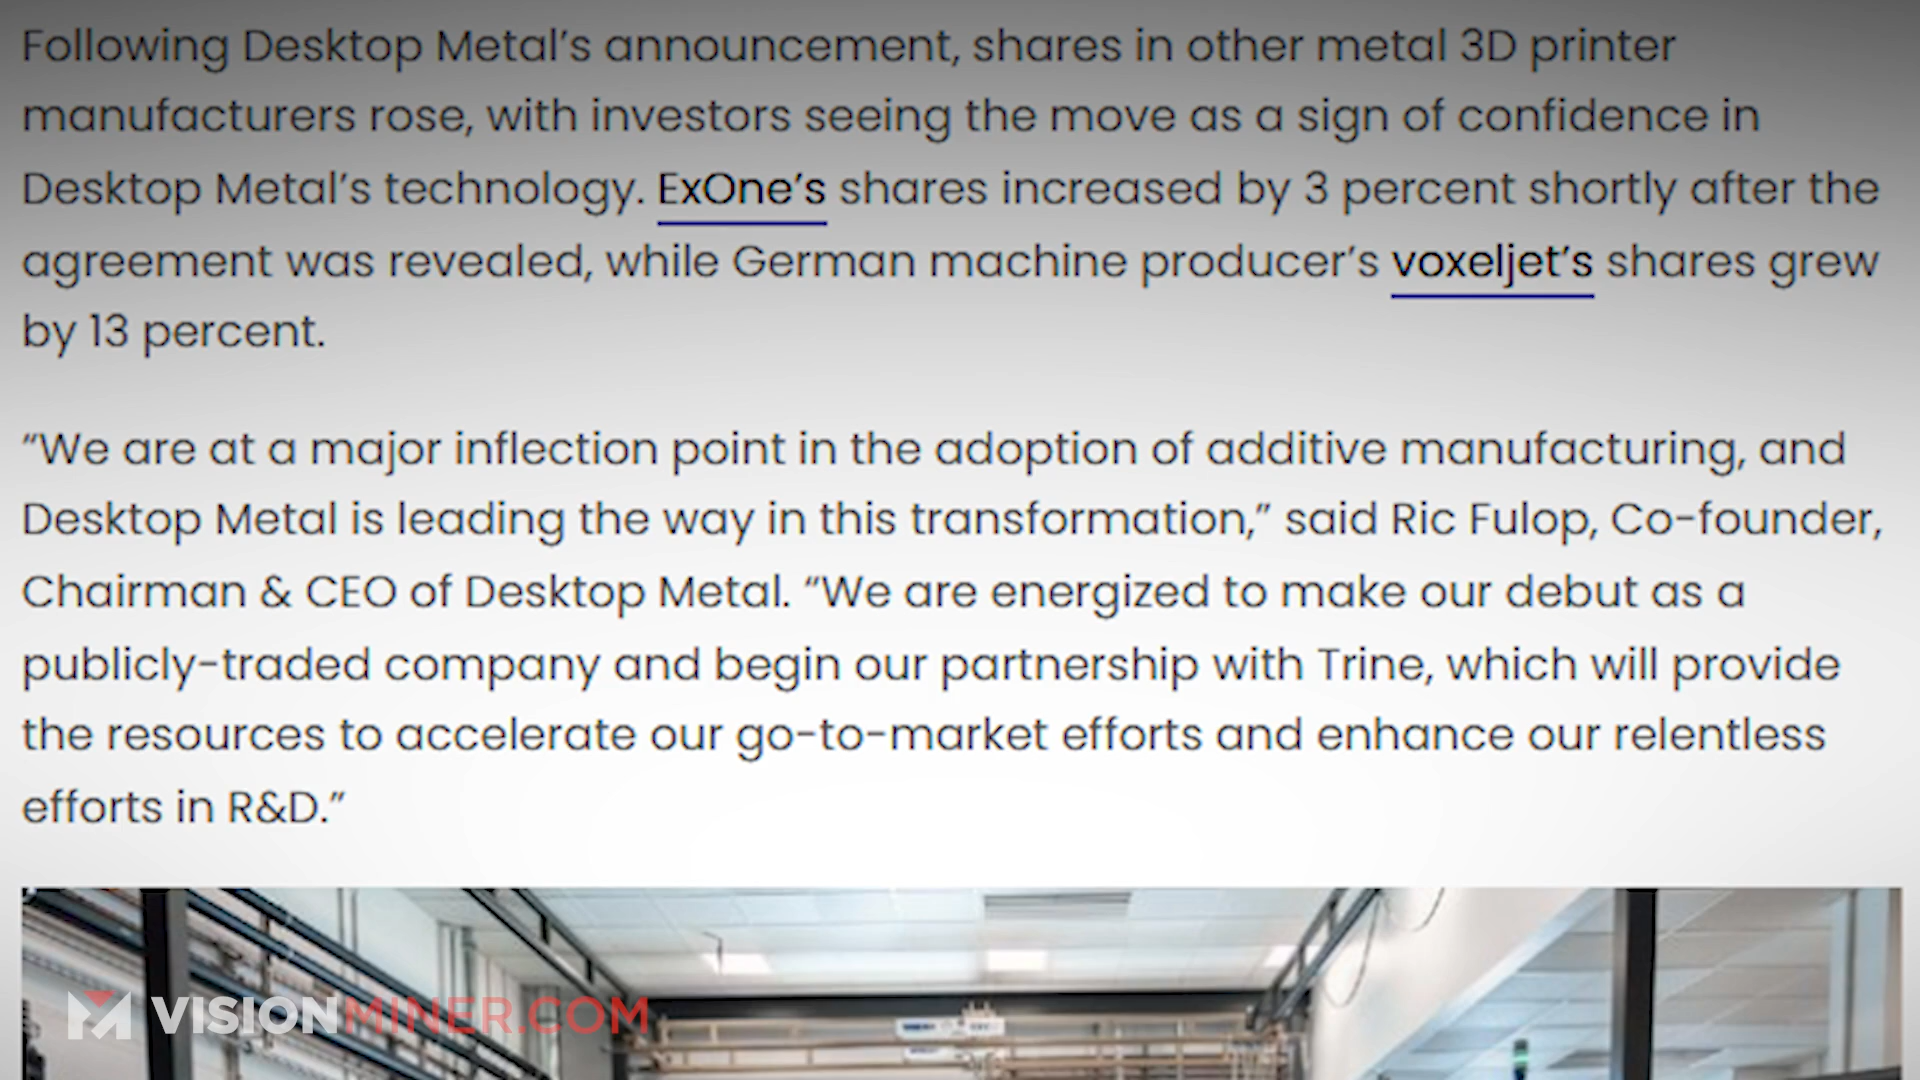 Following Desktop Metal’s announcement, shares in other metal 3D printer
manufacturers rose, with investors seeing the move as a sign of confidence in
Desktop Metal’s technology. ExOne’s shares increased by 3 percent shortly after the
agreement was revealed, while German machine producer’s voxeljet’s shares grew
by 13 percent.
“We are at a major inflection point in the adoption of additive manufacturing, and
Desktop Metal is leading the way in this transformation,” said Ric Fulop, Co-founder,
Chairman & CEO of Desktop Metal. “We are energized to make our debut as a
publicly-traded company and begin our partnership with Trine, which will provide
the resources to accelerate our go-to-market efforts and enhance our relentless
efforts in R&D.”
VISIONMINER.COM